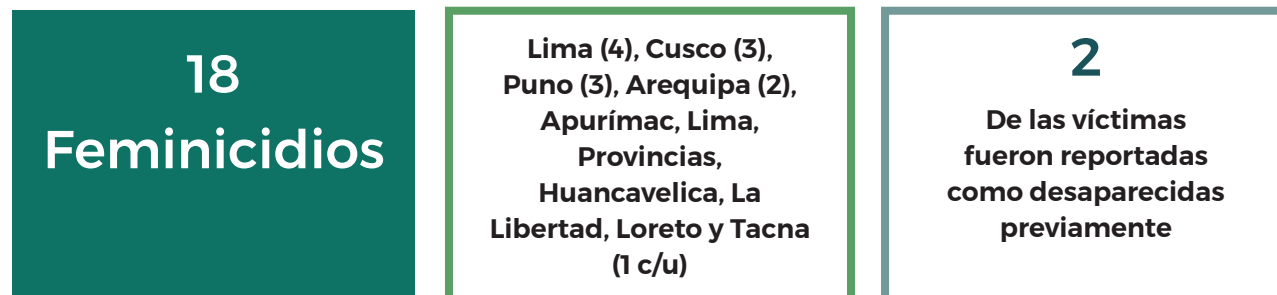 18
Feminicidios
Lima (4), Cusco (3),
Puno (3), Arequipa (2),
Apurímac, Lima,
Provincias,
Huancavelica, La
Libertad, Loreto y Tacna
(1 c/u)
2
De las víctimas
fueron reportadas
como desaparecidas
previamente